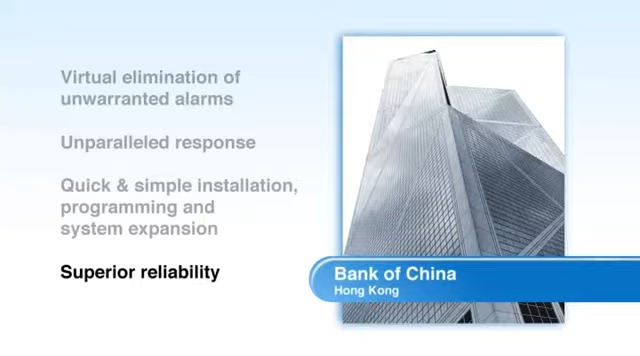 Virtual elimination of
unwarranted alarms
Unparalleled response
Quick & simple installation,
programming and
system expansion
Superior reliability
Bank of China
Hong Kong